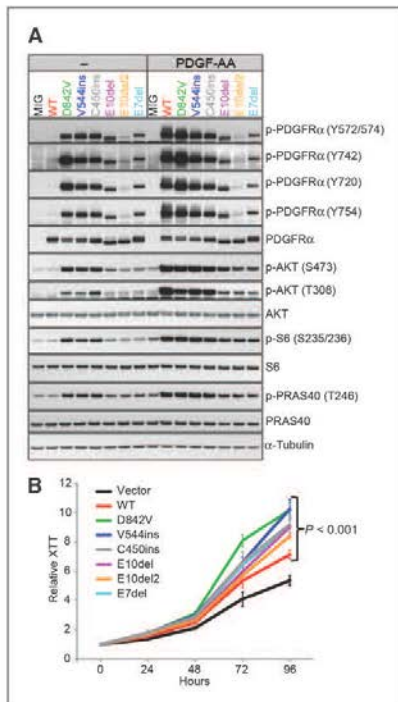 A
– PDGF-AA
MIG WT D842V V544ins C450ins E10del E10del2 E7del MIG WT D842V V544ins C450ins E10del E10del2 E7del
p-PDGFRα (Y572/574)
p-PDGFRα (Y742)
p-PDGFRα (Y720)
p-PDGFRα (Y754)
PDGFRα
p-AKT (S473)
p-AKT (T308)
AKT
p-S6 (S235/236)
S6
p-PRAS40 (T246)
PRAS40
α-Tubulin
B
Relative XTT
12
10
8
6
4
2
0
Vector
WT
D842V
V544ins
C450ins
E10del
E10del2
E7del
P < 0.001
0 24 48 72 96
Hours